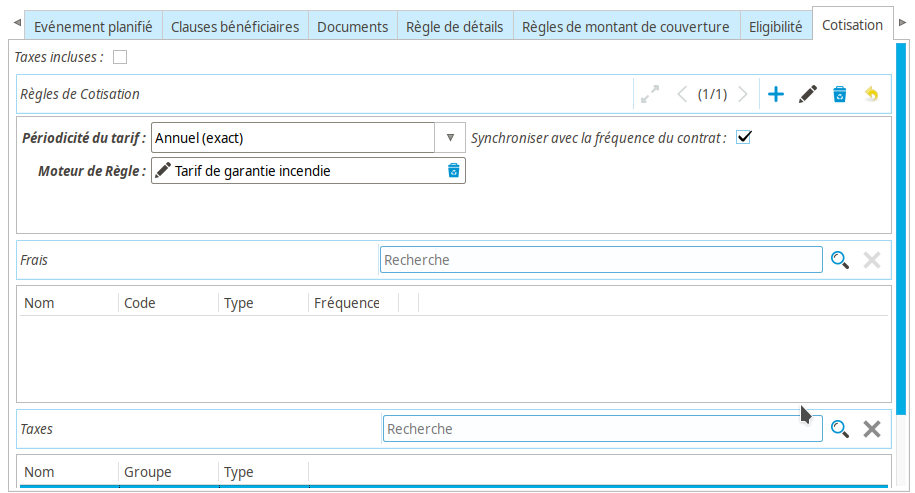 Evénement planifié Clauses bénéficiaires Documents Règle de détails Règles de montant de couverture Eligibilité Cotisation
Taxes incluses :
Règles de Cotisation (1/1)
Périodicité du tarif : Annuel (exact) Synchroniser avec la fréquence du contrat :
Moteur de Règle : Tarif de garantie incendie
Frais Recherche
Nom Code Type Fréquence
Taxes Recherche
Nom Groupe Type